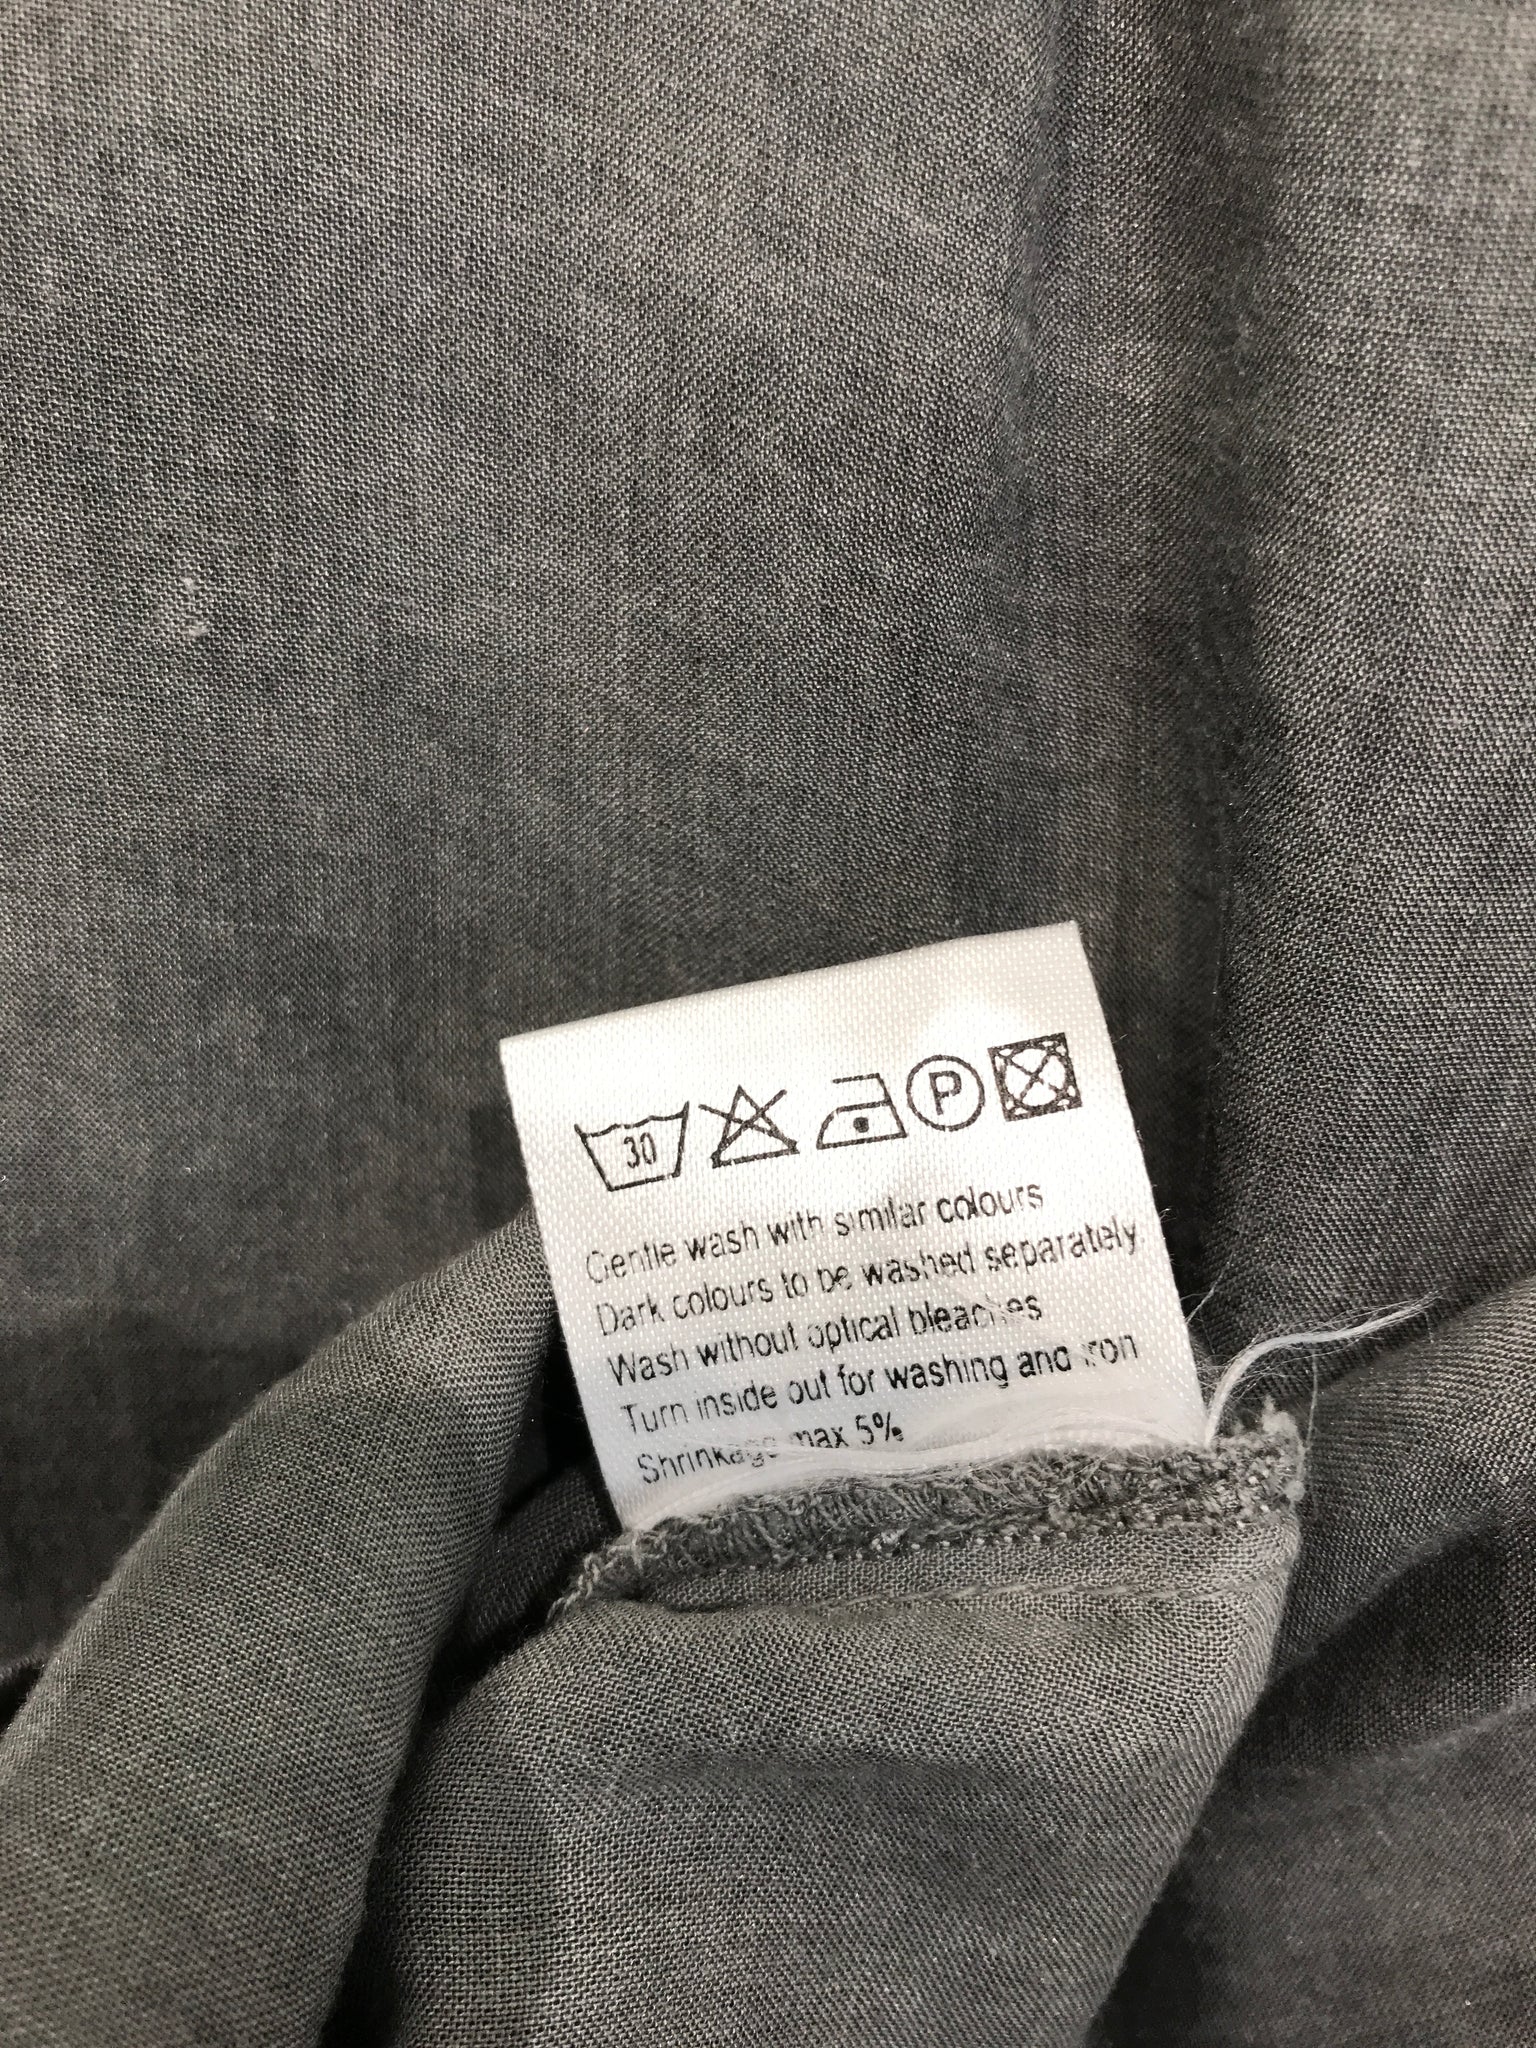 30 P
Gentle wash with similar colours
Dark colours to be washed separately
Wash without optical bleaches
Turn inside out for washing and iron
Shrinkage max 5%